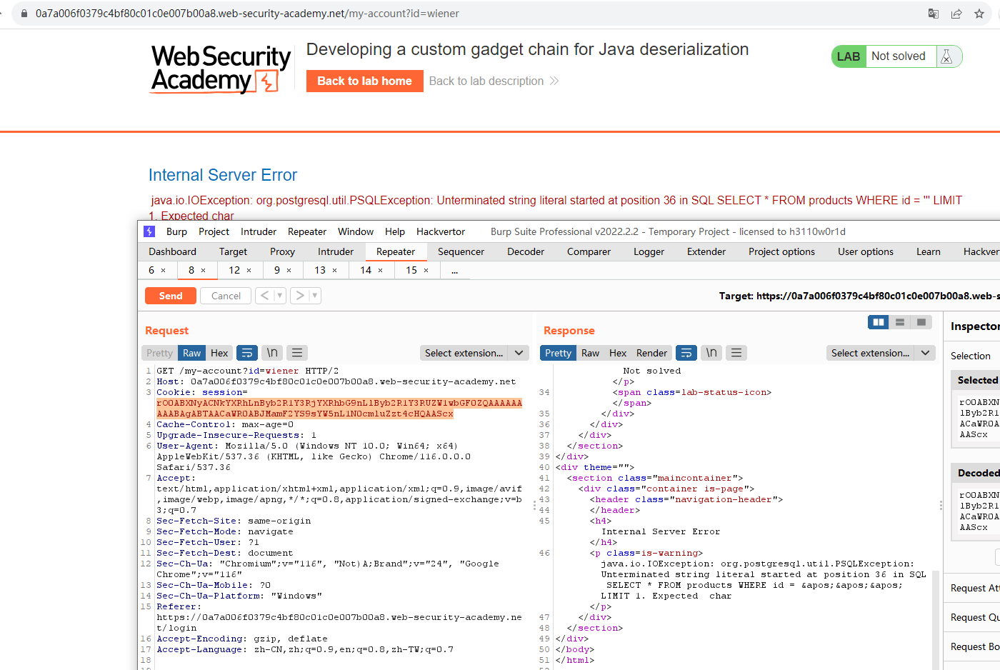 0a7a006f0379c4bf80c01c0e007b00a8.web-security-academy.net/my-account?id=wiener
WebSecurity
Academy
Developing a custom gadget chain for Java deserialization
Back to lab home
Back to lab description
LAB
Not solved
Internal Server Error
java.io.IOException: org.postgresql.util.PSQLException: Unterminated string literal started at position 36 in SQL SELECT * FROM products WHERE id = ''' LIMIT
1. Expected char
Burp Project Intruder Repeater Window Help Hackvertor Burp Suite Professional v2022.2.2 - Temporary Project - licensed to h3110w0r1d
Dashboard Target Proxy Intruder Repeater Sequencer Decoder Comparer Logger Extender Project options User options Learn Hackver
6 × 8 × 12 × 9 × 13 × 14 × 15 × ...
Send Cancel < >
Target: https://0a7a006f0379c4bf80c01c0e007b00a8.web-s
Request
Pretty Raw Hex \n Select extension...
1 GET /my-account?id=wiener HTTP/2
2 Host: 0a7a006f0379c4bf80c01c0e007b00a8.web-security-academy.net
3 Cookie: session=
rO0ABXNyACNkYXRhLnByb2R1Y3RjYXRhbG9nLlByb2R1Y3RUZW1wbGF0ZQAAAAAA
AAABAgABTAACaWR0ABJMamF2YS9sYW5nL1N0cmluZzt4cHQAAScx
4 Cache-Control: max-age=0
5 Upgrade-Insecure-Requests: 1
6 User-Agent: Mozilla/5.0 (Windows NT 10.0; Win64; x64)
AppleWebKit/537.36 (KHTML, like Gecko) Chrome/116.0.0.0
Safari/537.36
7 Accept:
text/html,application/xhtml+xml,application/xml;q=0.9,image/avif
,image/webp,image/apng,*/*;q=0.8,application/signed-exchange;v=b
3;q=0.7
8 Sec-Fetch-Site: same-origin
9 Sec-Fetch-Mode: navigate
10 Sec-Fetch-User: ?1
11 Sec-Fetch-Dest: document
12 Sec-Ch-Ua: "Chromium";v="116", "Not)A;Brand";v="24", "Google
Chrome";v="116"
13 Sec-Ch-Ua-Mobile: ?0
14 Sec-Ch-Ua-Platform: "Windows"
15 Referer:
https://0a7a006f0379c4bf80c01c0e007b00a8.web-security-academy.ne
t/login
16 Accept-Encoding: gzip, deflate
17 Accept-Language: zh-CN,zh;q=0.9,en;q=0.8,zh-TW;q=0.7
18
Response
Pretty Raw Hex Render \n Select extension...
Not solved
</p>
34 <span class=lab-status-icon>
</span>
35 </div>
36 </div>
37 </div>
38 </section>
39 </div>
40 <div theme="">
41 <section class="maincontainer">
42 <div class="container is-page">
43 <header class="navigation-header">
44 </header>
45 <h4>
Internal Server Error
</h4>
46 <p class=is-warning>
java.io.IOException: org.postgresql.util.PSQLException:
Unterminated string literal started at position 36 in SQL
SELECT * FROM products WHERE id = &apos;&apos;&apos;
LIMIT 1. Expected  char
</p>
47 </div>
48 </section>
49 </div>
50 </body>
51 </html>
Inspector
Selection
Selected
rO0ABXN
lByb2R1
ACaWR0A
AAScx
Decoded
rO0ABXN
lByb2R1
ACaWR0A
AAScx
Request Att
Request Qu
Request Bo